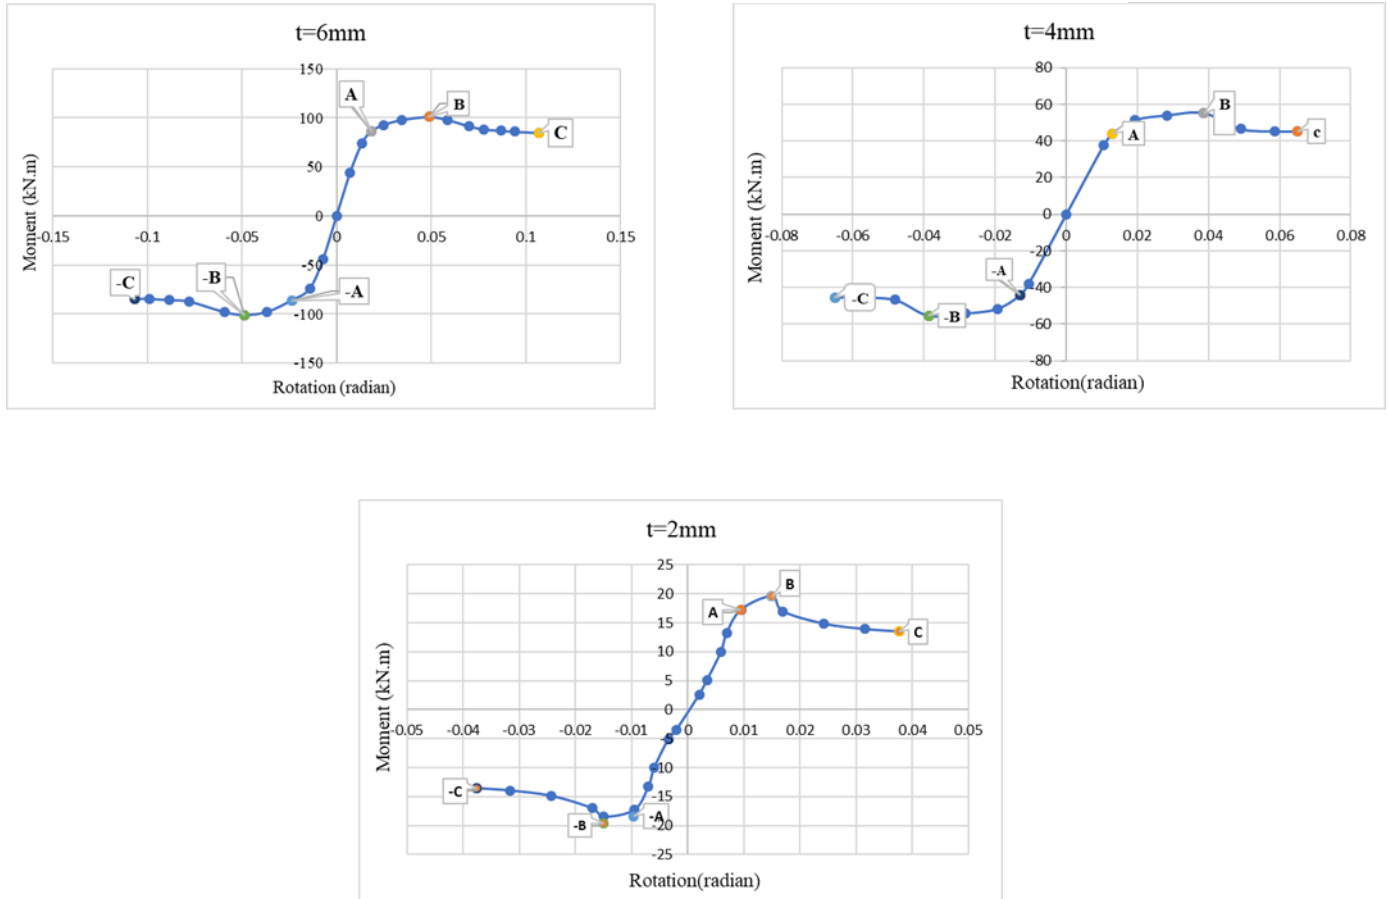 t=6mm
150
100
50
0
-50
-100
-150
-0.15
-0.1
-0.05
0
0.05
0.1
0.15
A
B
C
-C
-B
-A
Moment (kN.m)
Rotation (radian)
t=4mm
80
60
40
20
0
-20
-40
-60
-80
-0.08
-0.06
-0.04
-0.02
0
0.02
0.04
0.06
0.08
B
A
c
-A
-C
-B
Moment (kN.m)
Rotation(radian)
t=2mm
25
20
15
10
5
0
-5
-10
-15
-20
-25
-0.05
-0.04
-0.03
-0.02
-0.01
0
0.01
0.02
0.03
0.04
0.05
B
A
C
-C
-B
-A
Moment (kN.m)
Rotation(radian)